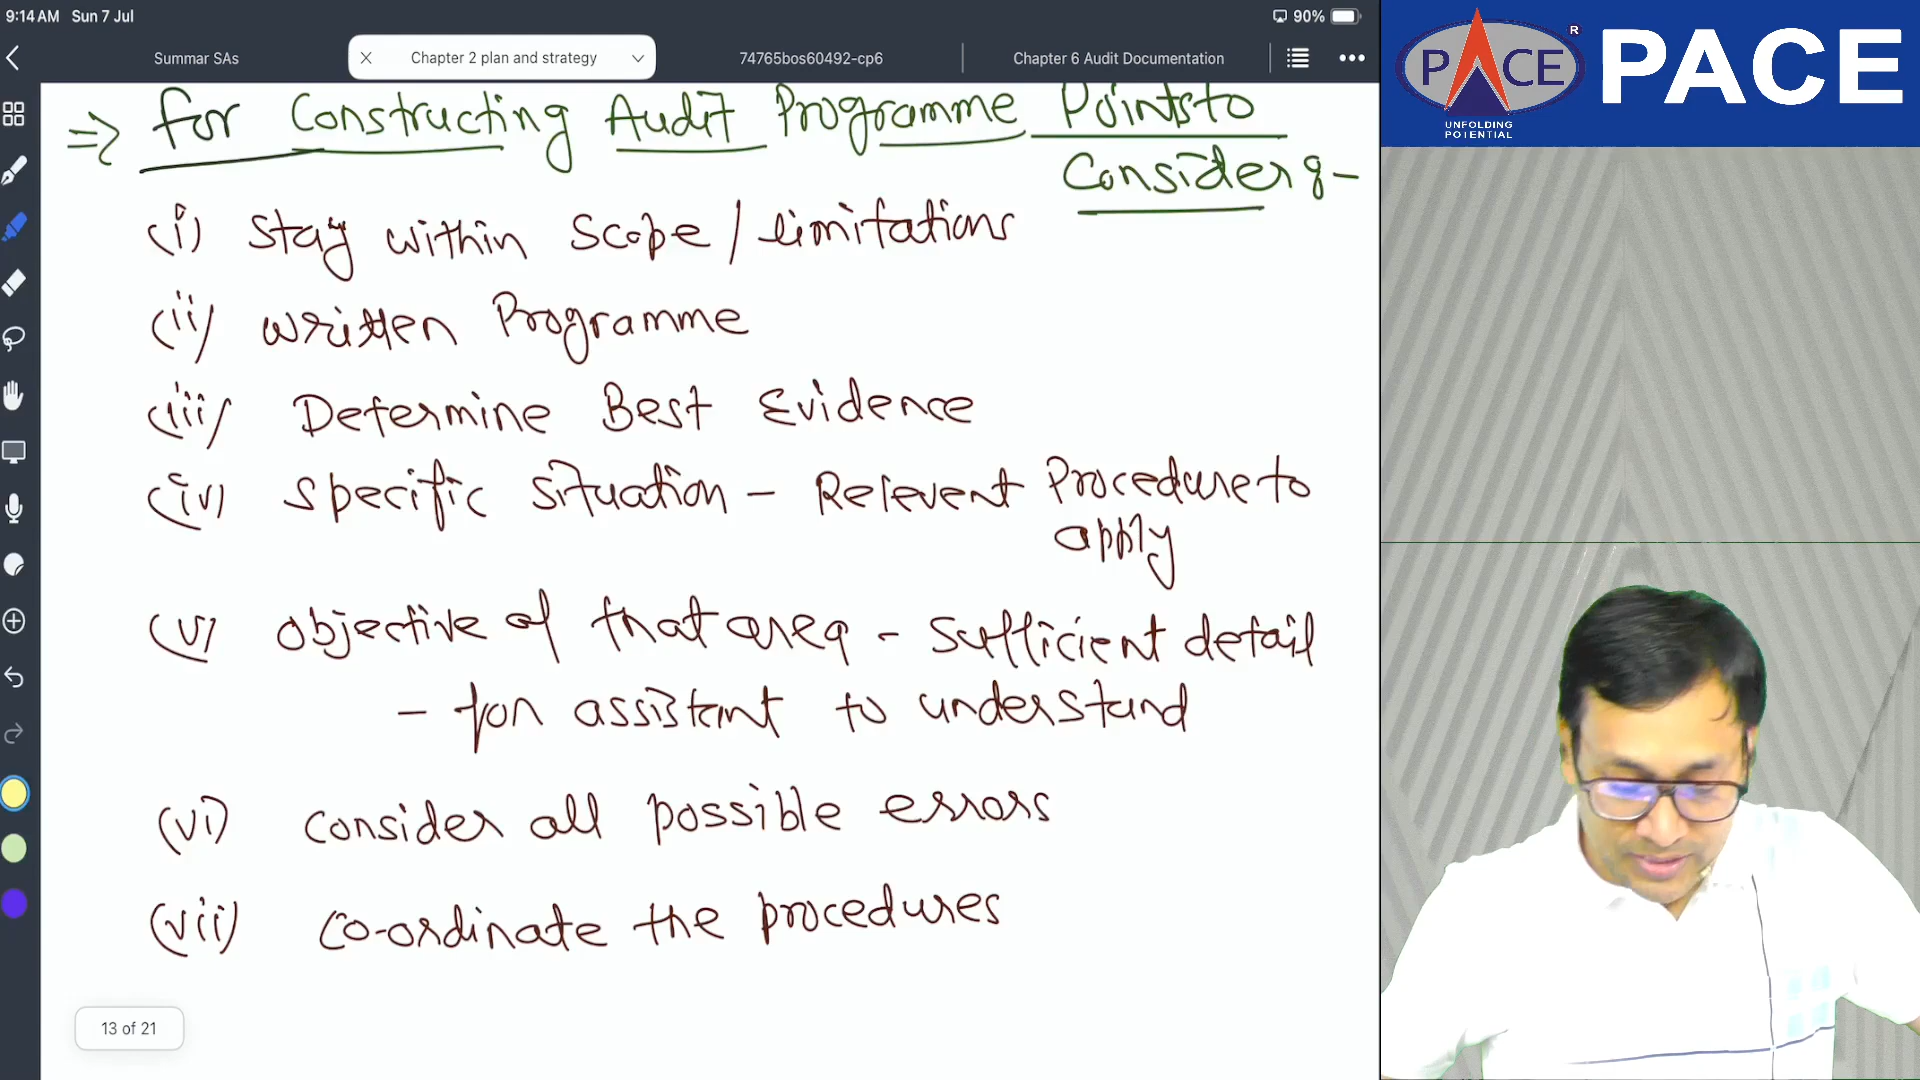 9:14 AM Sun 7 Jul
90%
Summar SAs
Chapter 2 plan and strategy
74765bos60492-cp6
Chapter 6 Audit Documentation
PACE
UNFOLDING
POTENTIAL
®
PACE
=> For Constructing Audit Programme Points to
Consider :-
(i) Stay within Scope / limitations
(ii) written Programme
(iii) Determine Best Evidence
(iv) Specific Situation - Relevent Procedure to
apply
(v) objective of that area - sufficient detail
- for assistant to understand
(vi) Consider all possible errors
(vii) Co-ordinate the procedures
13 of 21